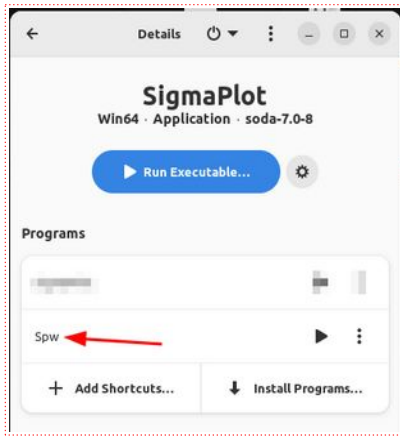 Details
SigmaPlot
Win64 · Application · soda-7.0-8
Run Executable...
Programs
Spw
Add Shortcuts...
Install Programs...